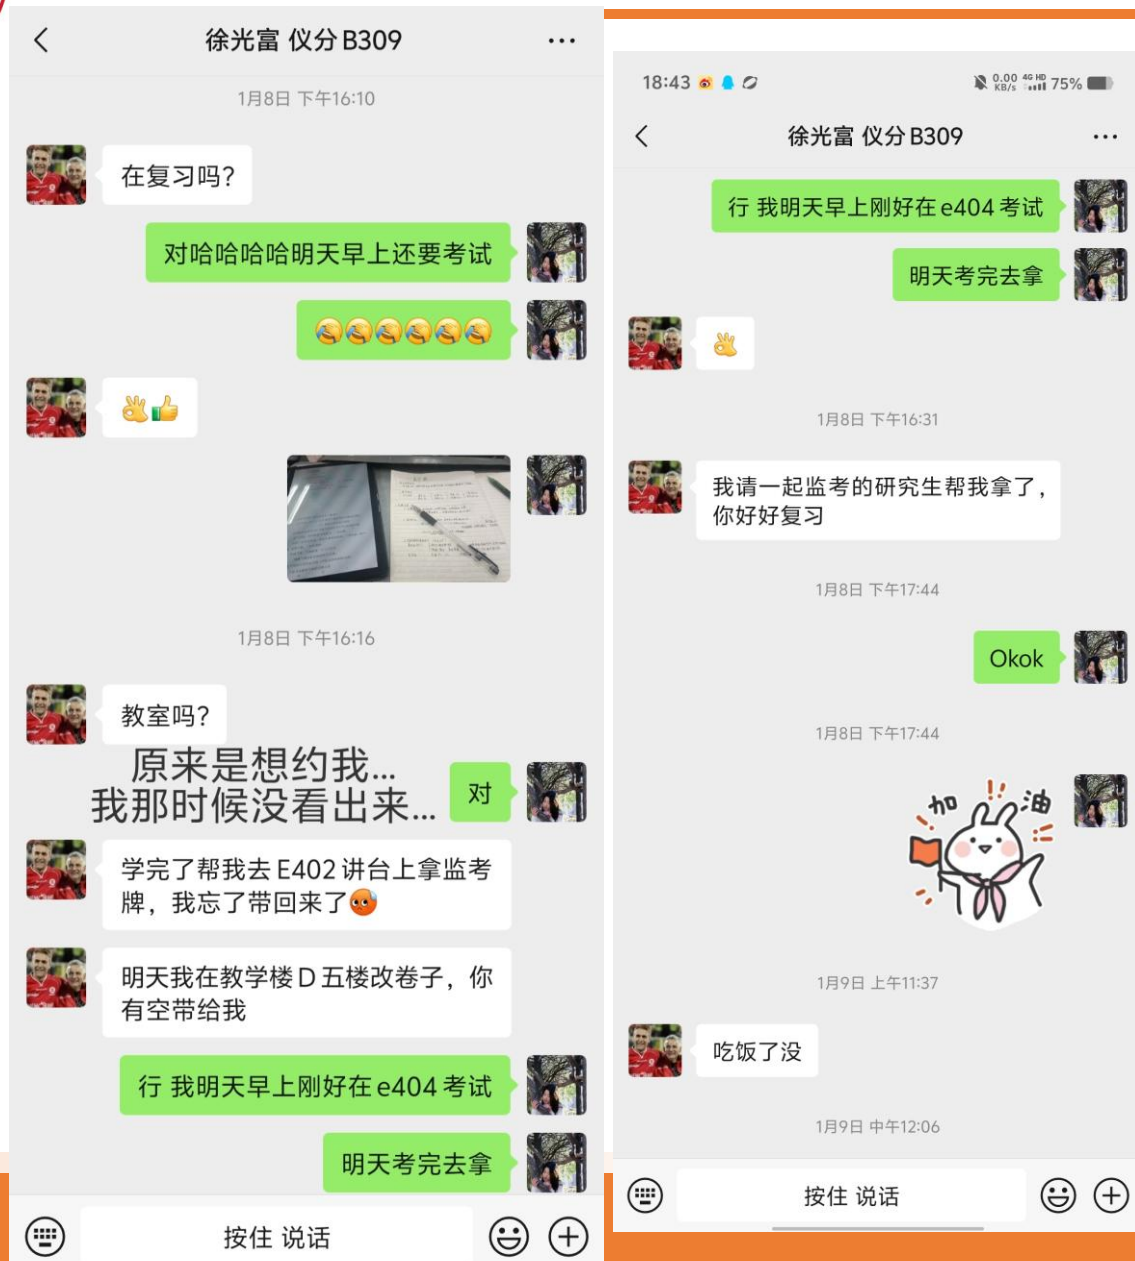 徐光富 仪分B309
1月8日 下午16:10
在复习吗？
对哈哈哈哈明天早上还要考试
1月8日 下午16:16
教室吗？
原来是想约我...
我那时候没看出来...
对
学完了帮我去E402讲台上拿监考
牌，我忘了带回来了
明天我在教学楼D五楼改卷子，你
有空带给我
行 我明天早上刚好在e404考试
明天考完去拿
按住 说话
18:43
0.00 KB/s 4G HD 75%
徐光富 仪分B309
行 我明天早上刚好在e404考试
明天考完去拿
1月8日 下午16:31
我请一起监考的研究生帮我拿了，
你好好复习
1月8日 下午17:44
Okok
1月8日 下午17:44
加油
1月9日 上午11:37
吃饭了没
1月9日 中午12:06
按住 说话